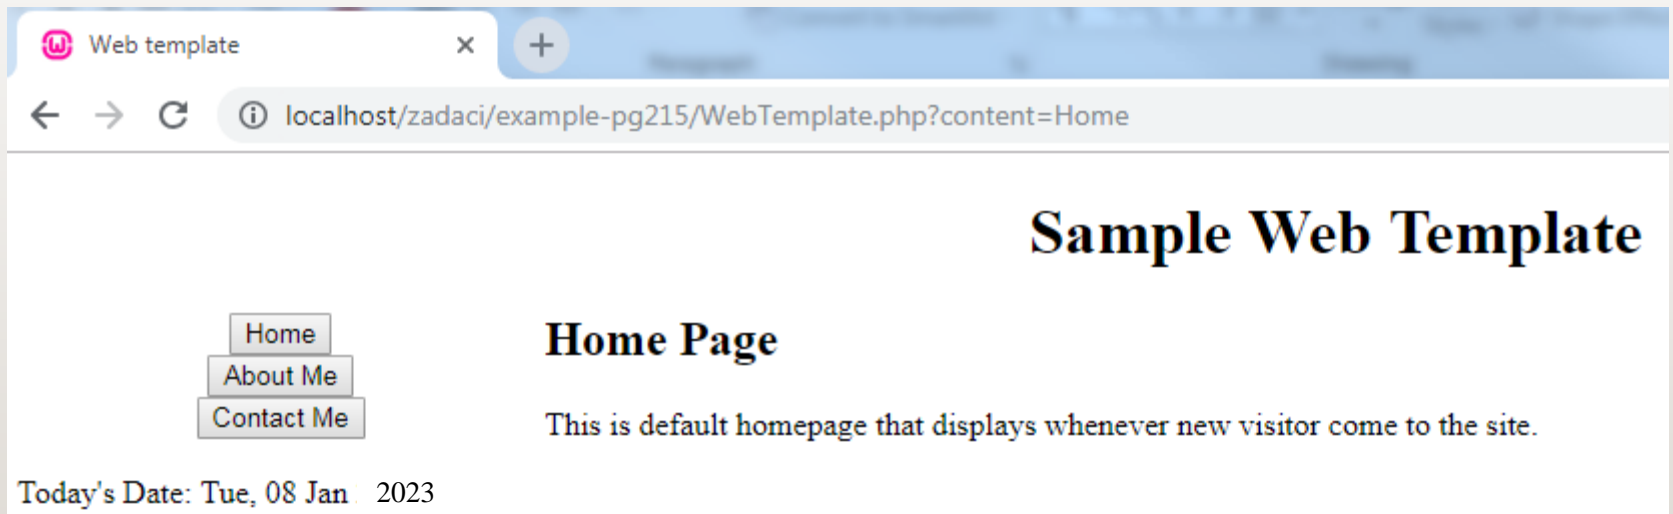 Web template
localhost/zadaci/example-pg215/WebTemplate.php?content=Home
Sample Web Template
Home
About Me
Contact Me
Home Page
This is default homepage that displays whenever new visitor come to the site.
Today's Date: Tue, 08 Jan 2023